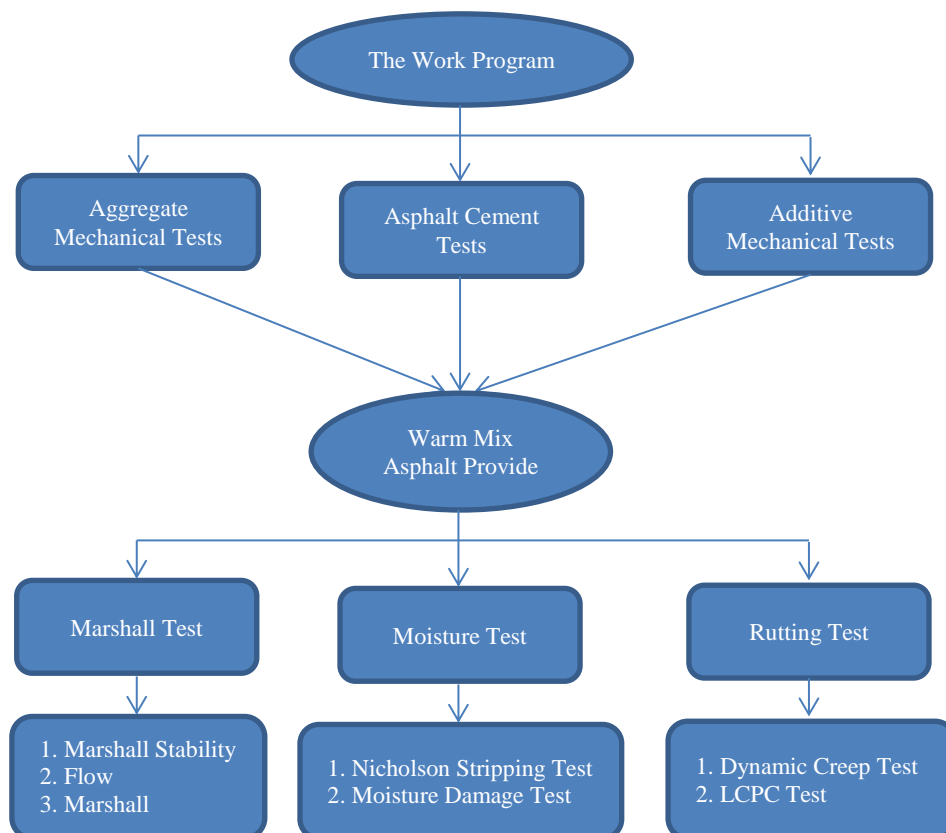 The Work Program
Aggregate
Mechanical Tests
Asphalt Cement
Tests
Additive
Mechanical Tests
Warm Mix
Asphalt Provide
Marshall Test
Moisture Test
Rutting Test
1. Marshall Stability
2. Flow
3. Marshall
1. Nicholson Stripping Test
2. Moisture Damage Test
1. Dynamic Creep Test
2. LCPC Test